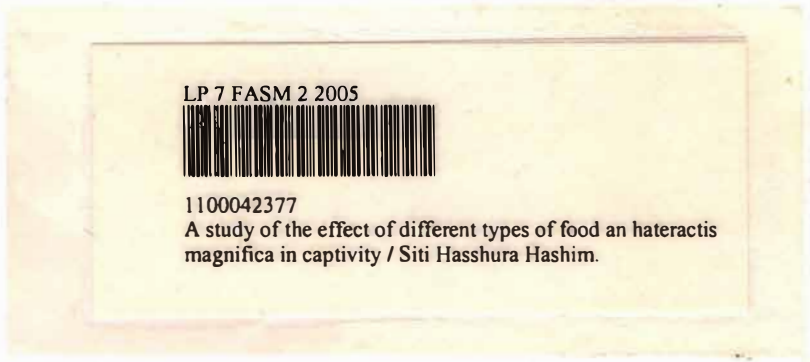 LP 7 FASM 2 2005
1100042377
A study of the effect of different types of food an hateractis
magnifica in captivity / Siti Hasshura Hashim.